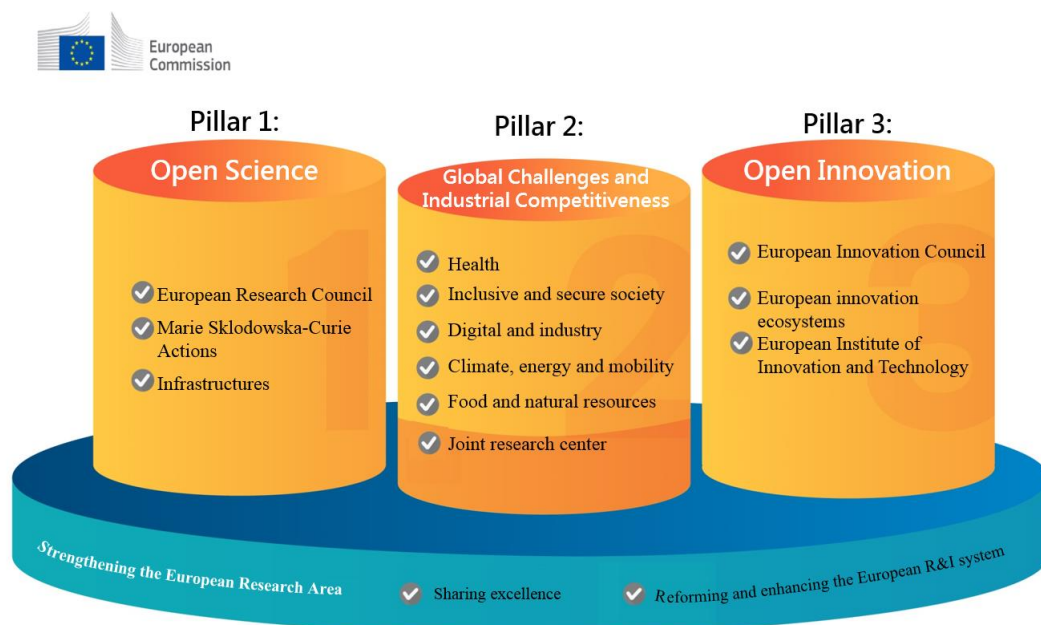 European
Commission
Pillar 1:
Open Science
European Research Council
Marie Sklodowska-Curie
Actions
Infrastructures
Pillar 2:
Global Challenges and
Industrial Competitiveness
Health
Inclusive and secure society
Digital and industry
Climate, energy and mobility
Food and natural resources
Joint research center
Pillar 3:
Open Innovation
European Innovation Council
European innovation
ecosystems
European Institute of
Innovation and Technology
1
2
3
Strengthening the European Research Area
Sharing excellence
Reforming and enhancing the European R&I system